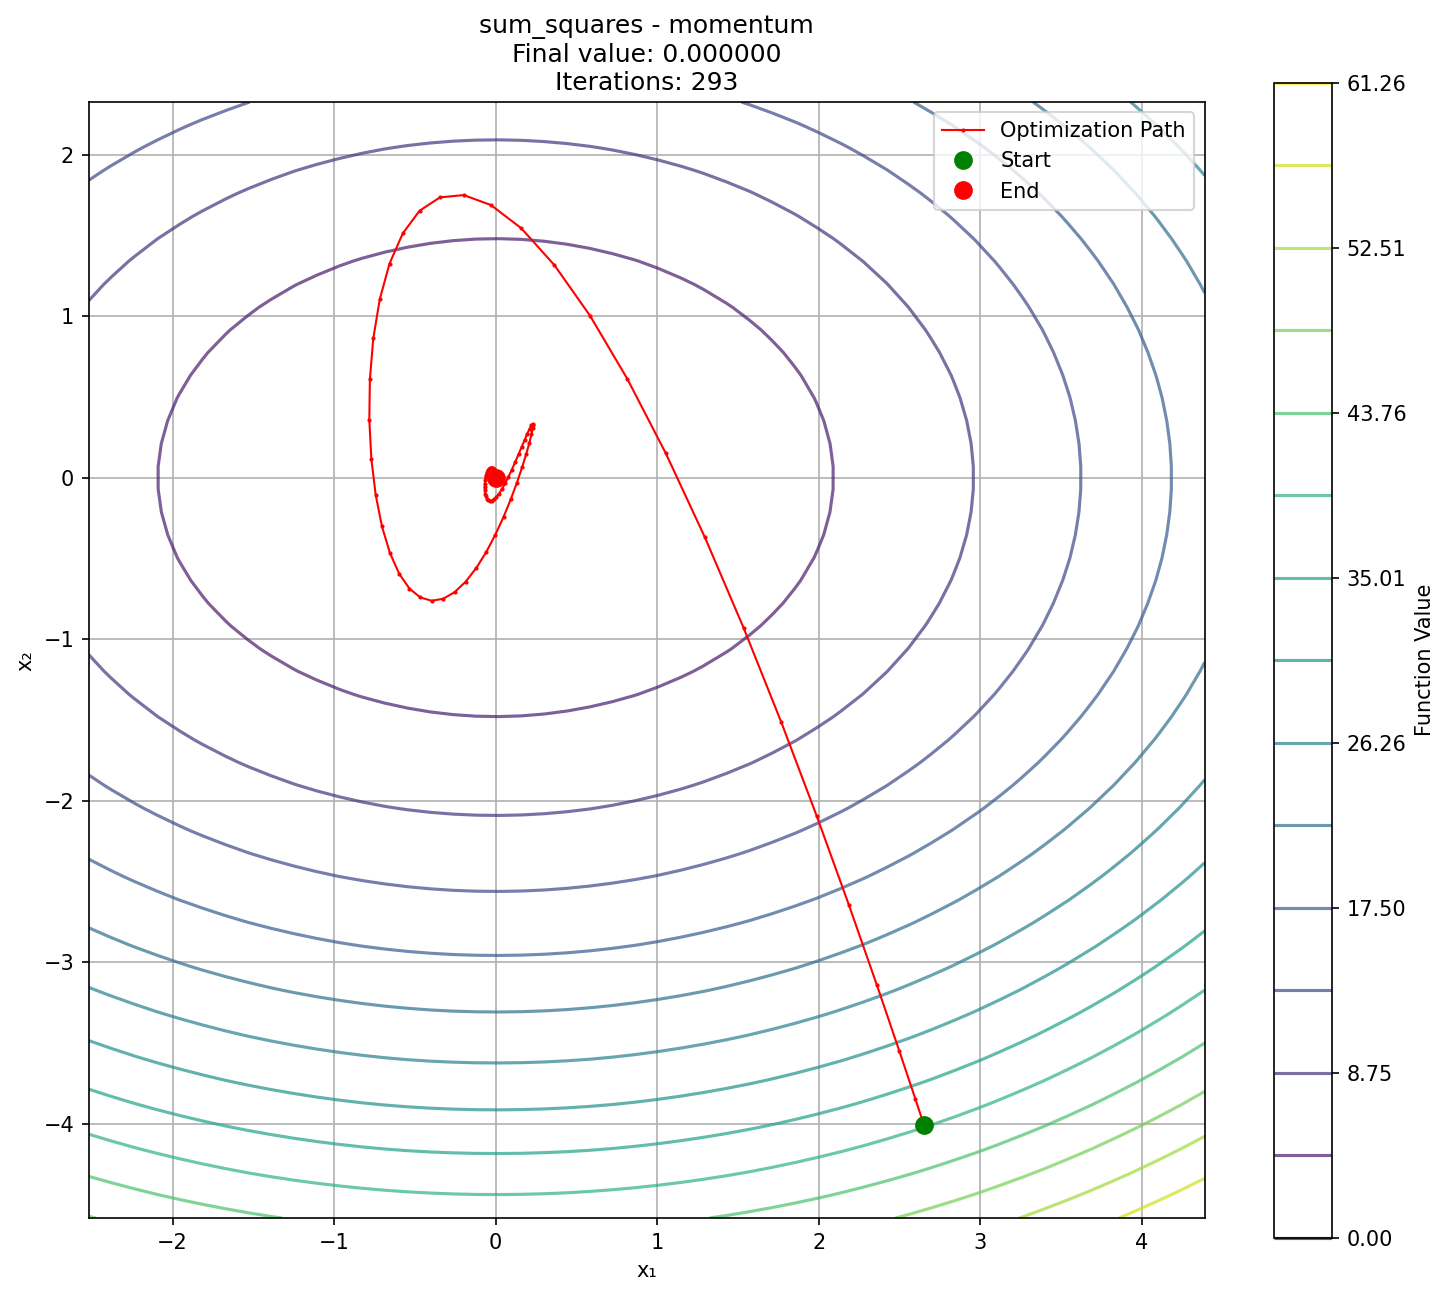 sum_squares - momentum
Final value: 0.000000
Iterations: 293
Optimization Path
Start
End
2
1
0
−1
−2
−3
−4
x₂
−2
−1
0
1
2
3
4
x₁
61.26
52.51
43.76
35.01
26.26
17.50
8.75
0.00
Function Value